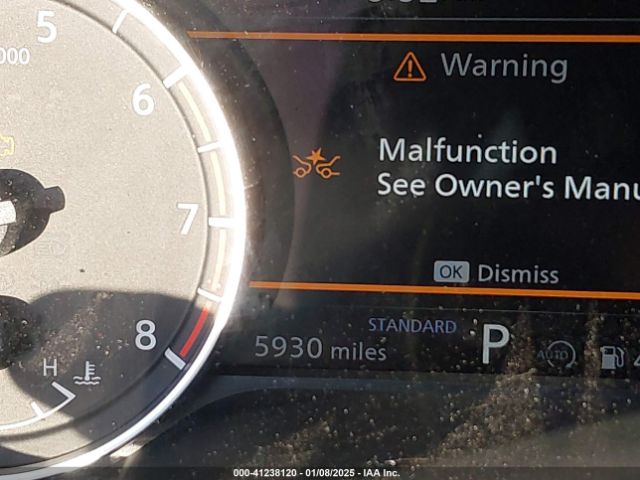 5
000
6
7
8
H
Warning
Malfunction
See Owner's Manu
OK Dismiss
STANDARD
5930 miles
P
AUTO
000-41238120 - 01/08/2025 - IAA Inc.